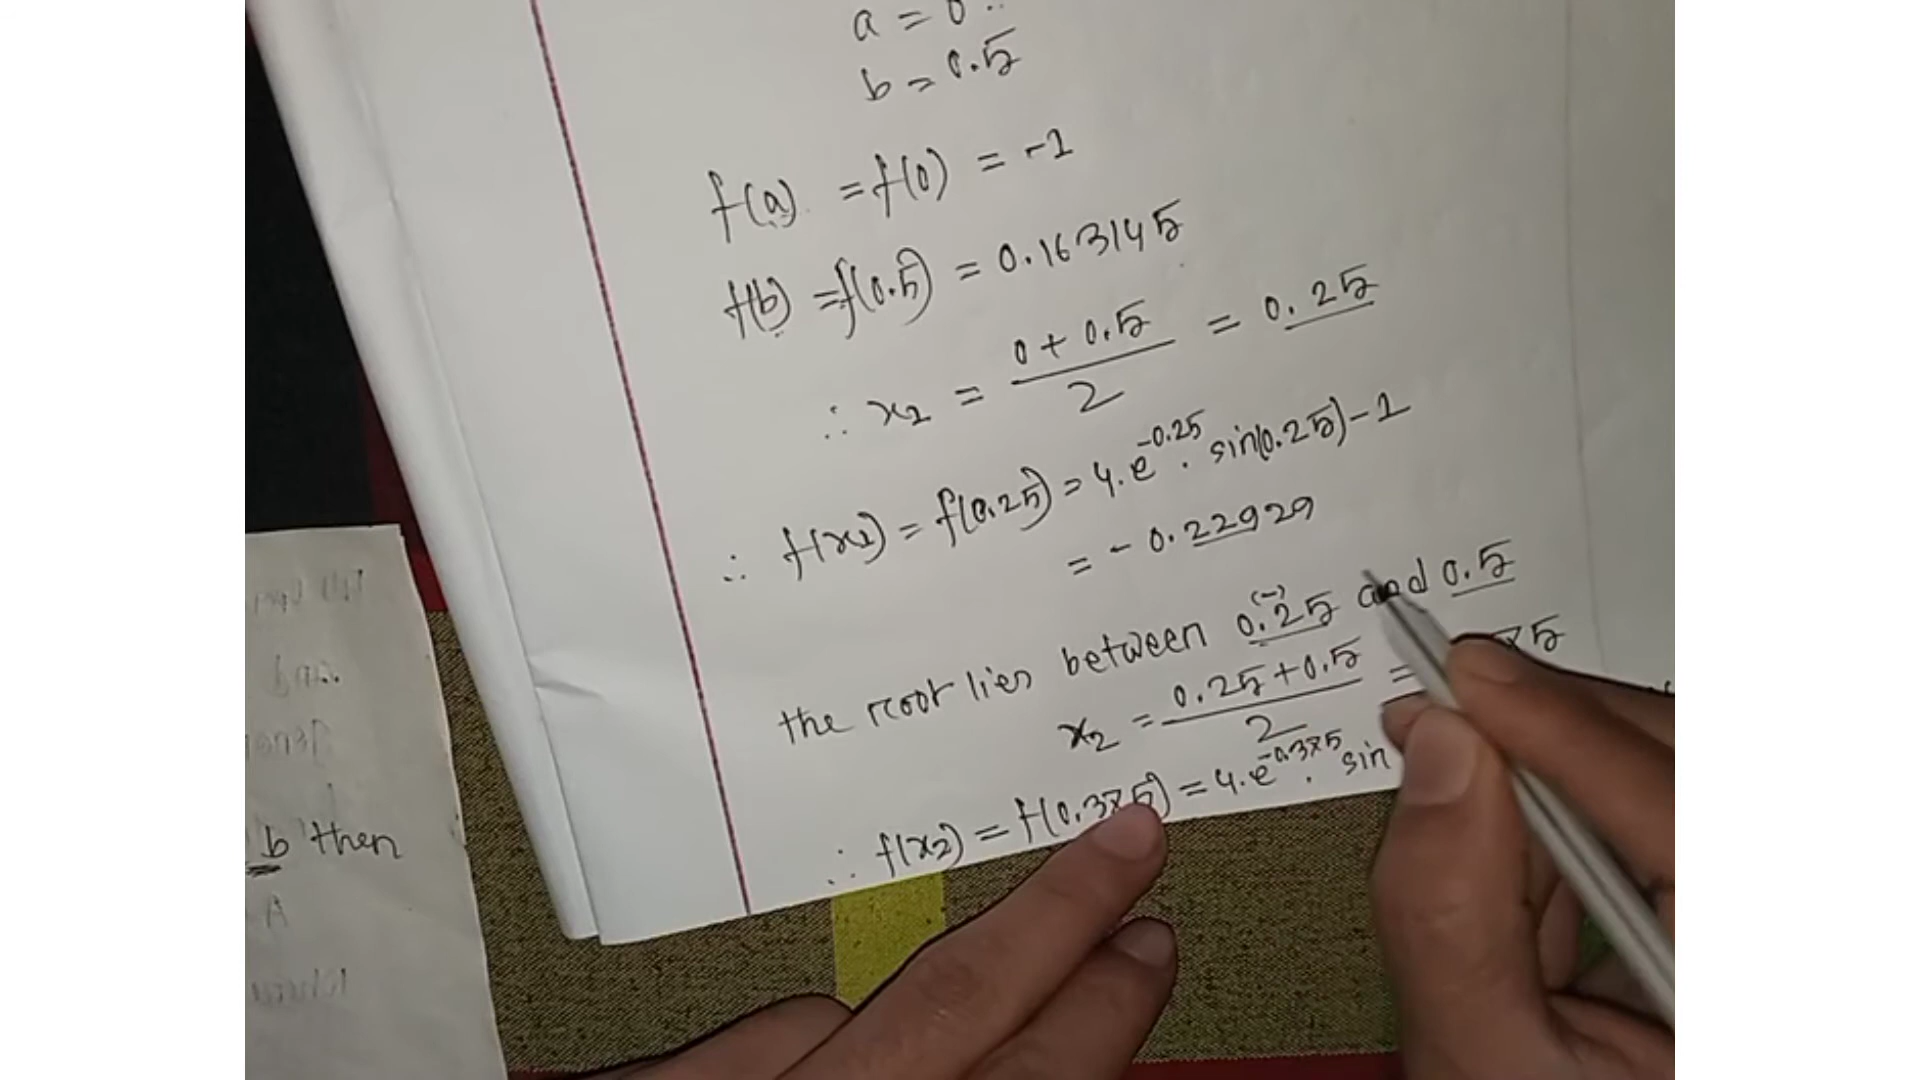 a = 0
b = 0.5
f(a) = f(0) = -1
f(b) = f(0.5) = 0.163145
∴ x₁ = (0 + 0.5)/2 = 0.25
∴ f(x₁) = f(0.25) = 4.e^-0.25 . sin(0.25) - 1
= - 0.22929
(-)
the root lies between 0.25 and 0.5
x₂ = (0.25 + 0.5)/2 =
∴ f(x₂) = f(0.375) = 4.e^-0.375 . sin
b then
A